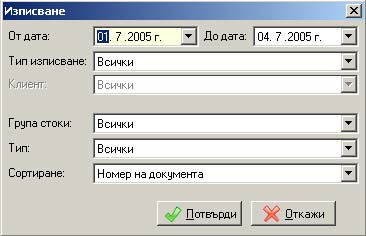 Изписване
От дата: 01. 7 .2005 г. До дата: 04. 7 .2005 г.
Тип изписване: Всички
Клиент: Всички
Група стоки: Всички
Тип: Всички
Сортиране: Номер на документа
Потвърди Откажи